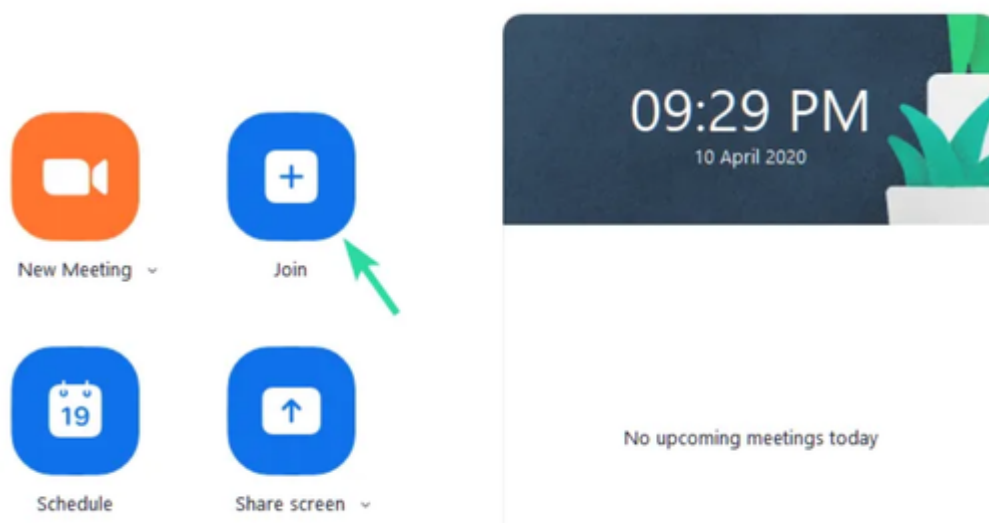 09:29 PM
10 April 2020
New Meeting
Join
19
Schedule
Share screen
No upcoming meetings today